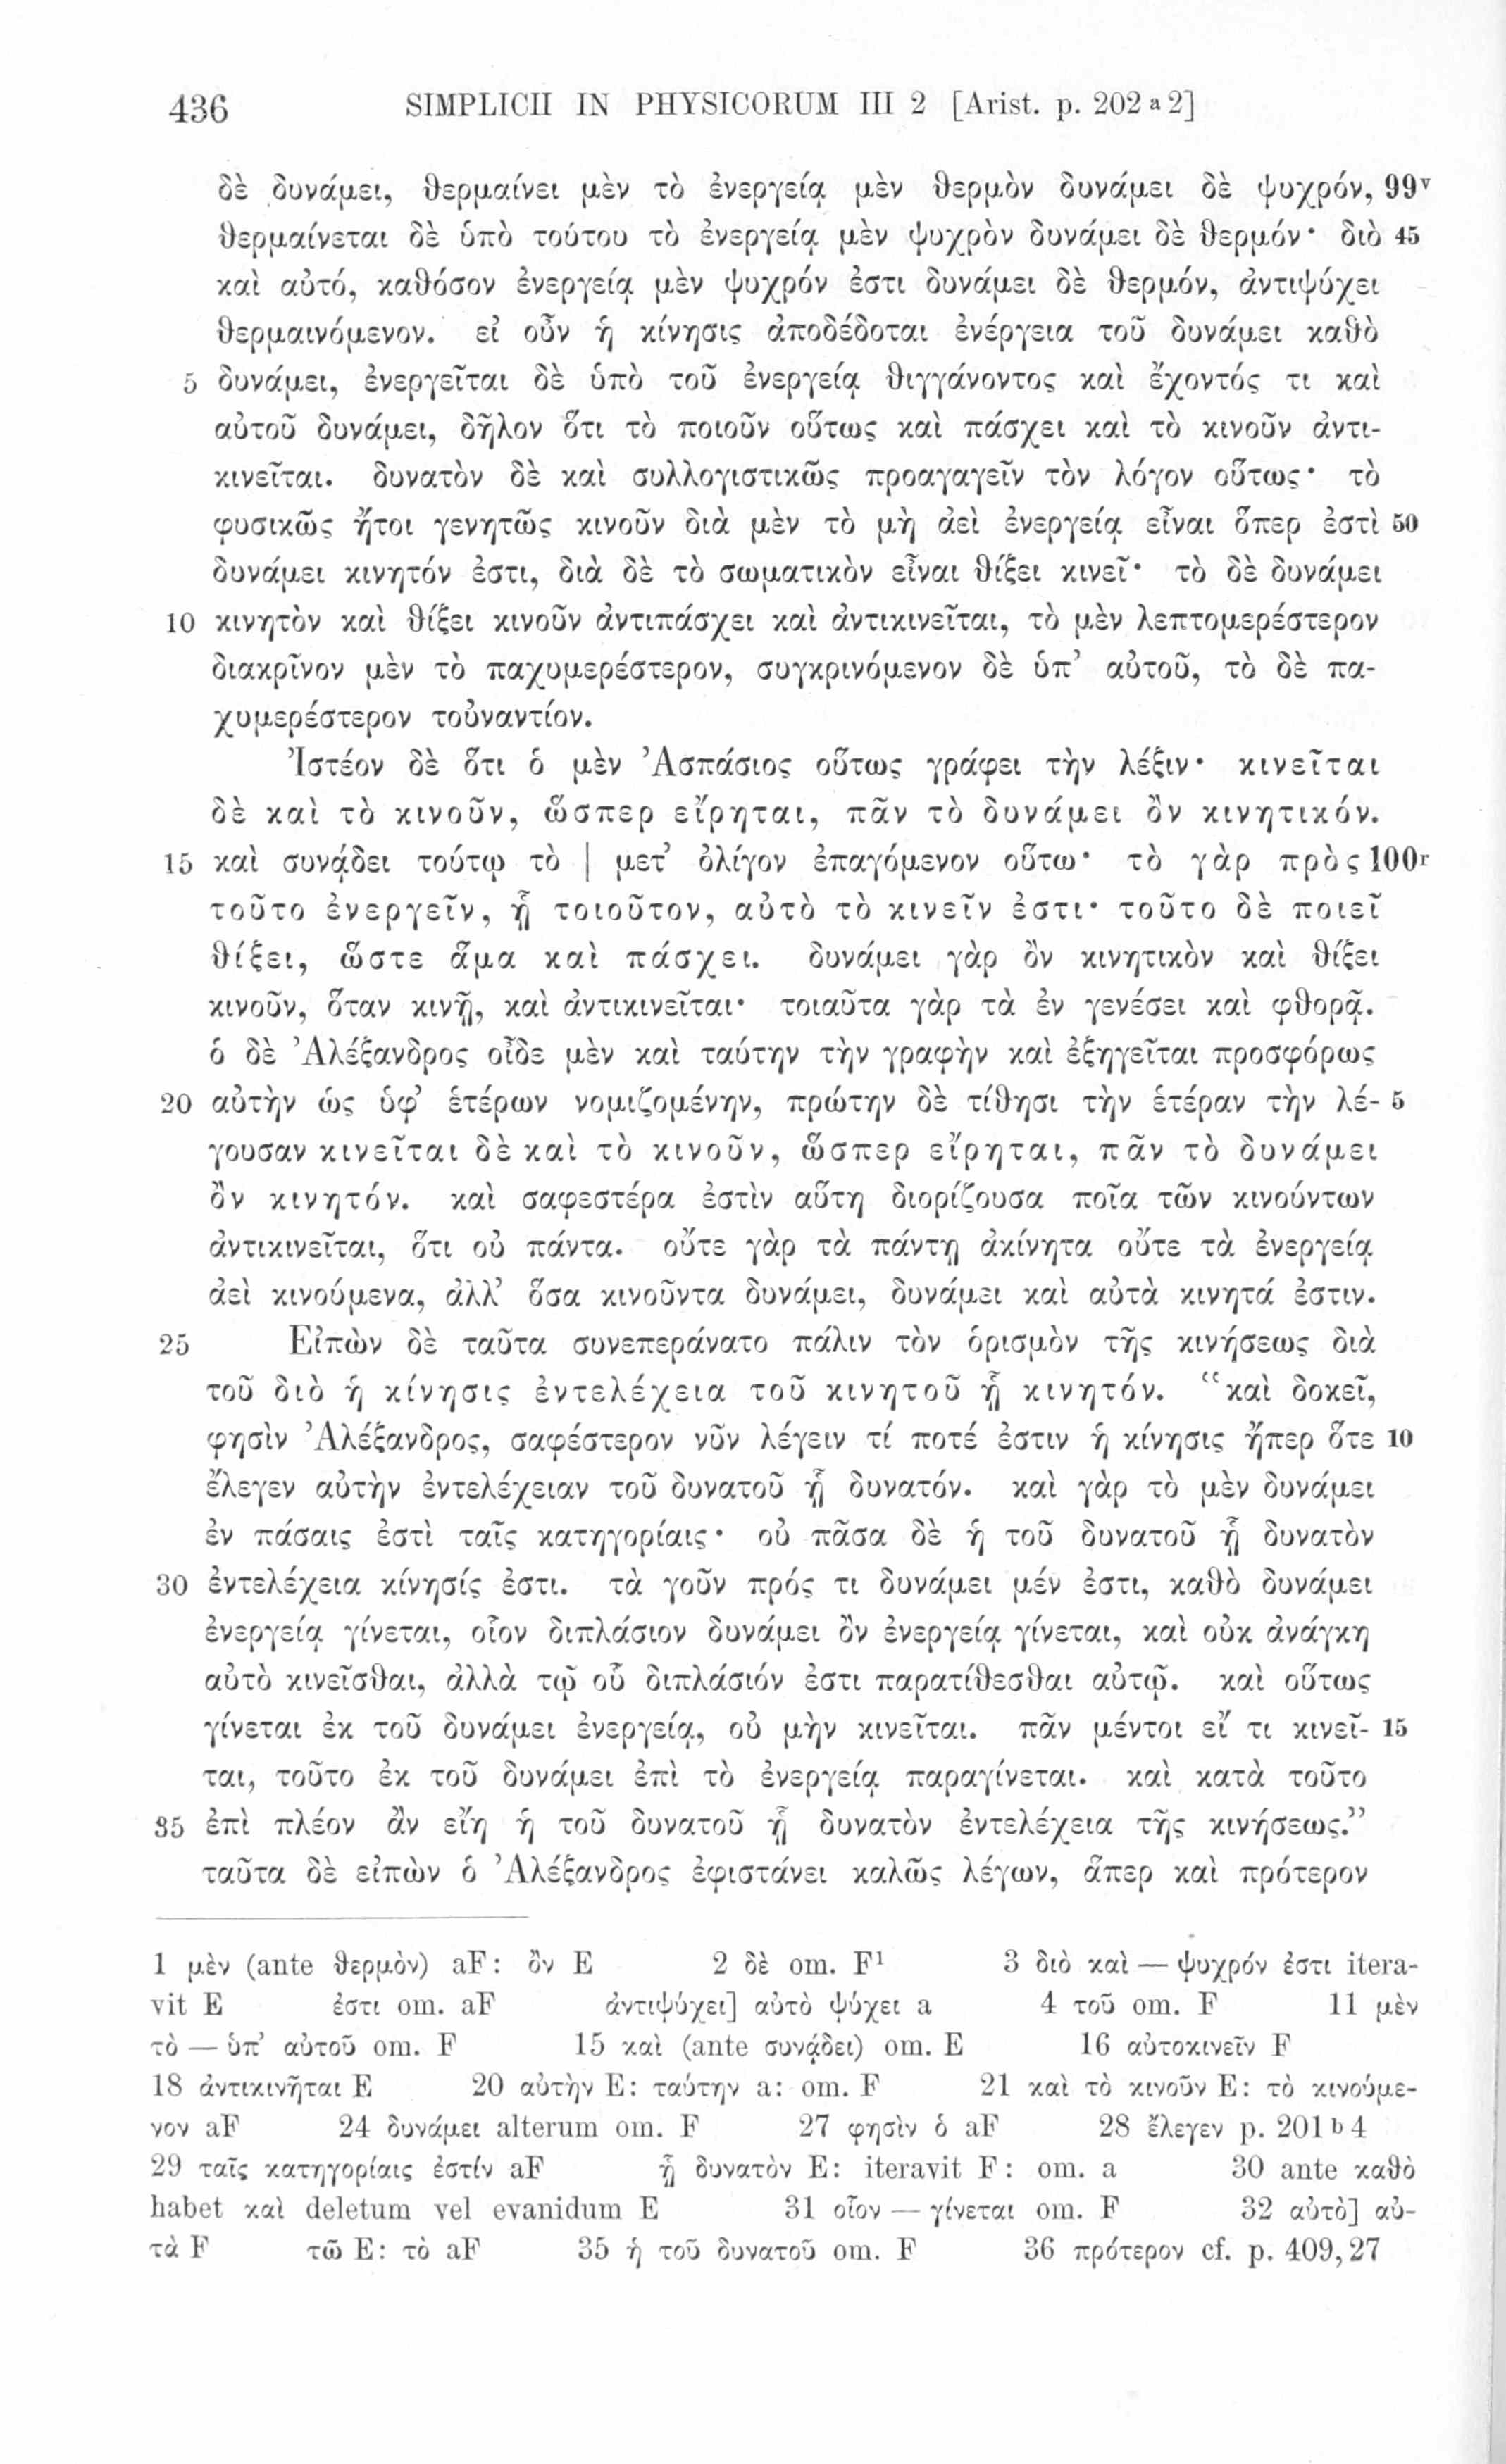 436 SIMPLICII IN PHYSICORUM III 2 [Arist. p. 202 a 2]
δὲ δυνάμει, θερμαίνει μὲν τὸ ἐνεργείᾳ μὲν θερμὸν δυνάμει δὲ ψυχρόν, 99v
θερμαίνεται δὲ ὑπὸ τούτου τὸ ἐνεργείᾳ μὲν ψυχρὸν δυνάμει δὲ θερμόν· διὸ 45
καὶ αὐτό, καθόσον ἐνεργείᾳ μὲν ψυχρόν ἐστι δυνάμει δὲ θερμόν, ἀντιψύχει
θερμαινόμενον. εἰ οὖν ἡ κίνησις ἀποδέδοται ἐνέργεια τοῦ δυνάμει καθὸ
5 δυνάμει, ἐνεργεῖται δὲ ὑπὸ τοῦ ἐνεργείᾳ θιγγάνοντος καὶ ἔχοντός τι καὶ
αὐτοῦ δυνάμει, δῆλον ὅτι τὸ ποιοῦν οὕτως καὶ πάσχει καὶ τὸ κινοῦν ἀντι-
κινεῖται. δυνατὸν δὲ καὶ συλλογιστικῶς προαγαγεῖν τὸν λόγον οὕτως· τὸ
φυσικῶς ἤτοι γενητῶς κινοῦν διὰ μὲν τὸ μὴ ἀεὶ ἐνεργείᾳ εἶναι ὅπερ ἐστὶ 50
δυνάμει κινητόν ἐστι, διὰ δὲ τὸ σωματικὸν εἶναι θίξει κινεῖ· τὸ δὲ δυνάμει
10 κινητὸν καὶ θίξει κινοῦν ἀντιπάσχει καὶ ἀντικινεῖται, τὸ μὲν λεπτομερέστερον
διακρῖνον μὲν τὸ παχυμερέστερον, συγκρινόμενον δὲ ὑπ' αὐτοῦ, τὸ δὲ πα-
χυμερέστερον τοὐναντίον.
Ἰστέον δὲ ὅτι ὁ μὲν Ἀσπάσιος οὕτως γράφει τὴν λέξιν· κινεῖται
δὲ καὶ τὸ κινοῦν, ὥσπερ εἴρηται, πᾶν τὸ δυνάμει ὂν κινητικόν.
15 καὶ συνᾴδει τούτῳ τὸ | μετ' ὀλίγον ἐπαγόμενον οὕτω· τὸ γὰρ πρὸς 100r
τοῦτο ἐνεργεῖν, ᾗ τοιοῦτον, αὐτὸ τὸ κινεῖν ἐστι· τοῦτο δὲ ποιεῖ
θίξει, ὥστε ἅμα καὶ πάσχει. δυνάμει γὰρ ὂν κινητικὸν καὶ θίξει
κινοῦν, ὅταν κινῇ, καὶ ἀντικινεῖται· τοιαῦτα γὰρ τὰ ἐν γενέσει καὶ φθορᾷ.
ὁ δὲ Ἀλέξανδρος οἶδε μὲν καὶ ταύτην τὴν γραφὴν καὶ ἐξηγεῖται προσφόρως
20 αὐτὴν ὡς ὑφ' ἑτέρων νομιζομένην, πρώτην δὲ τίθησι τὴν ἑτέραν τὴν λέ- 5
γουσαν κινεῖται δὲ καὶ τὸ κινοῦν, ὥσπερ εἴρηται, πᾶν τὸ δυνάμει
ὂν κινητόν. καὶ σαφεστέρα ἐστὶν αὕτη διορίζουσα ποῖα τῶν κινούντων
ἀντικινεῖται, ὅτι οὐ πάντα. οὔτε γὰρ τὰ πάντῃ ἀκίνητα οὔτε τὰ ἐνεργείᾳ
ἀεὶ κινούμενα, ἀλλ' ὅσα κινοῦντα δυνάμει, δυνάμει καὶ αὐτὰ κινητά ἐστιν.
25 Εἰπὼν δὲ ταῦτα συνεπεράνατο πάλιν τὸν ὁρισμὸν τῆς κινήσεως διὰ
τοῦ διὸ ἡ κίνησις ἐντελέχεια τοῦ κινητοῦ ᾗ κινητόν. “καὶ δοκεῖ,
φησὶν Ἀλέξανδρος, σαφέστερον νῦν λέγειν τί ποτέ ἐστιν ἡ κίνησις ἤπερ ὅτε 10
ἔλεγεν αὐτὴν ἐντελέχειαν τοῦ δυνατοῦ ᾗ δυνατόν. καὶ γὰρ τὸ μὲν δυνάμει
ἐν πάσαις ἐστὶ ταῖς κατηγορίαις· οὐ πᾶσα δὲ ἡ τοῦ δυνατοῦ ᾗ δυνατὸν
30 ἐντελέχεια κίνησίς ἐστι. τὰ γοῦν πρός τι δυνάμει μέν ἐστι, καθὸ δυνάμει
ἐνεργείᾳ γίνεται, οἷον διπλάσιον δυνάμει ὂν ἐνεργείᾳ γίνεται, καὶ οὐκ ἀνάγκη
αὐτὸ κινεῖσθαι, ἀλλὰ τῷ οὗ διπλάσιόν ἐστι παρατίθεσθαι αὐτῷ. καὶ οὕτως
γίνεται ἐκ τοῦ δυνάμει ἐνεργείᾳ, οὐ μὴν κινεῖται. πᾶν μέντοι εἴ τι κινεῖ- 15
ται, τοῦτο ἐκ τοῦ δυνάμει ἐπὶ τὸ ἐνεργείᾳ παραγίνεται. καὶ κατὰ τοῦτο
35 ἐπὶ πλέον ἂν εἴη ἡ τοῦ δυνατοῦ ᾗ δυνατὸν ἐντελέχεια τῆς κινήσεως.”
ταῦτα δὲ εἰπὼν ὁ Ἀλέξανδρος ἐφιστάνει καλῶς λέγων, ἅπερ καὶ πρότερον
1 μὲν (ante θερμὸν) aF: ὂν E 2 δὲ om. F1 3 διὸ καὶ — ψυχρόν ἐστι itera-
vit E ἐστι om. aF ἀντιψύχει] αὐτὸ ψύχει a 4 τοῦ om. F 11 μὲν
τὸ — ὑπ' αὐτοῦ om. F 15 καὶ (ante συνᾴδει) om. E 16 αὐτοκινεῖν F
18 ἀντικινῆται E 20 αὐτὴν E: ταύτην a: om. F 21 καὶ τὸ κινοῦν E: τὸ κινούμε-
νον aF 24 δυνάμει alterum om. F 27 φησὶν ὁ aF 28 ἔλεγεν p. 201 b 4
29 ταῖς κατηγορίαις ἐστίν aF ᾗ δυνατὸν E: iteravit F: om. a 30 ante καθὸ
habet καὶ deletum vel evanidum E 31 οἷον — γίνεται om. F 32 αὐτὸ] αὐ-
τὰ F τῶ E: τὸ aF 35 ἡ τοῦ δυνατοῦ om. F 36 πρότερον cf. p. 409,27